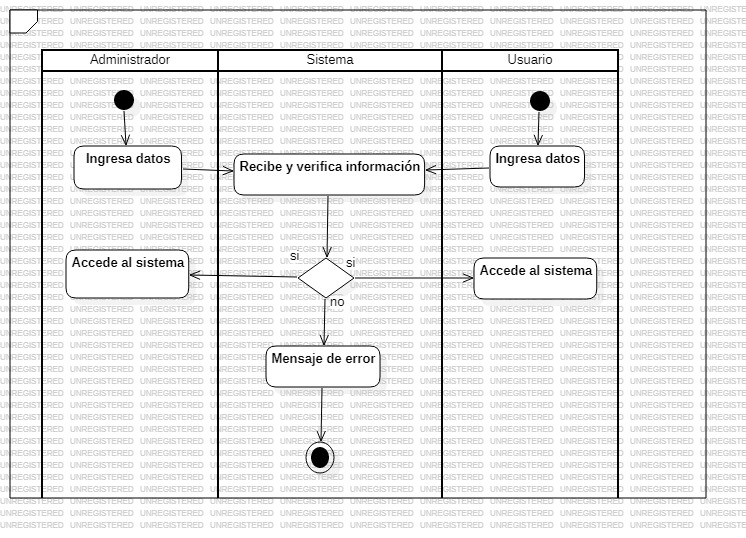 Administrador
Sistema
Usuario
Ingresa datos
Recibe y verifica información
Ingresa datos
si
si
Accede al sistema
Accede al sistema
no
Mensaje de error
UNREGISTERED